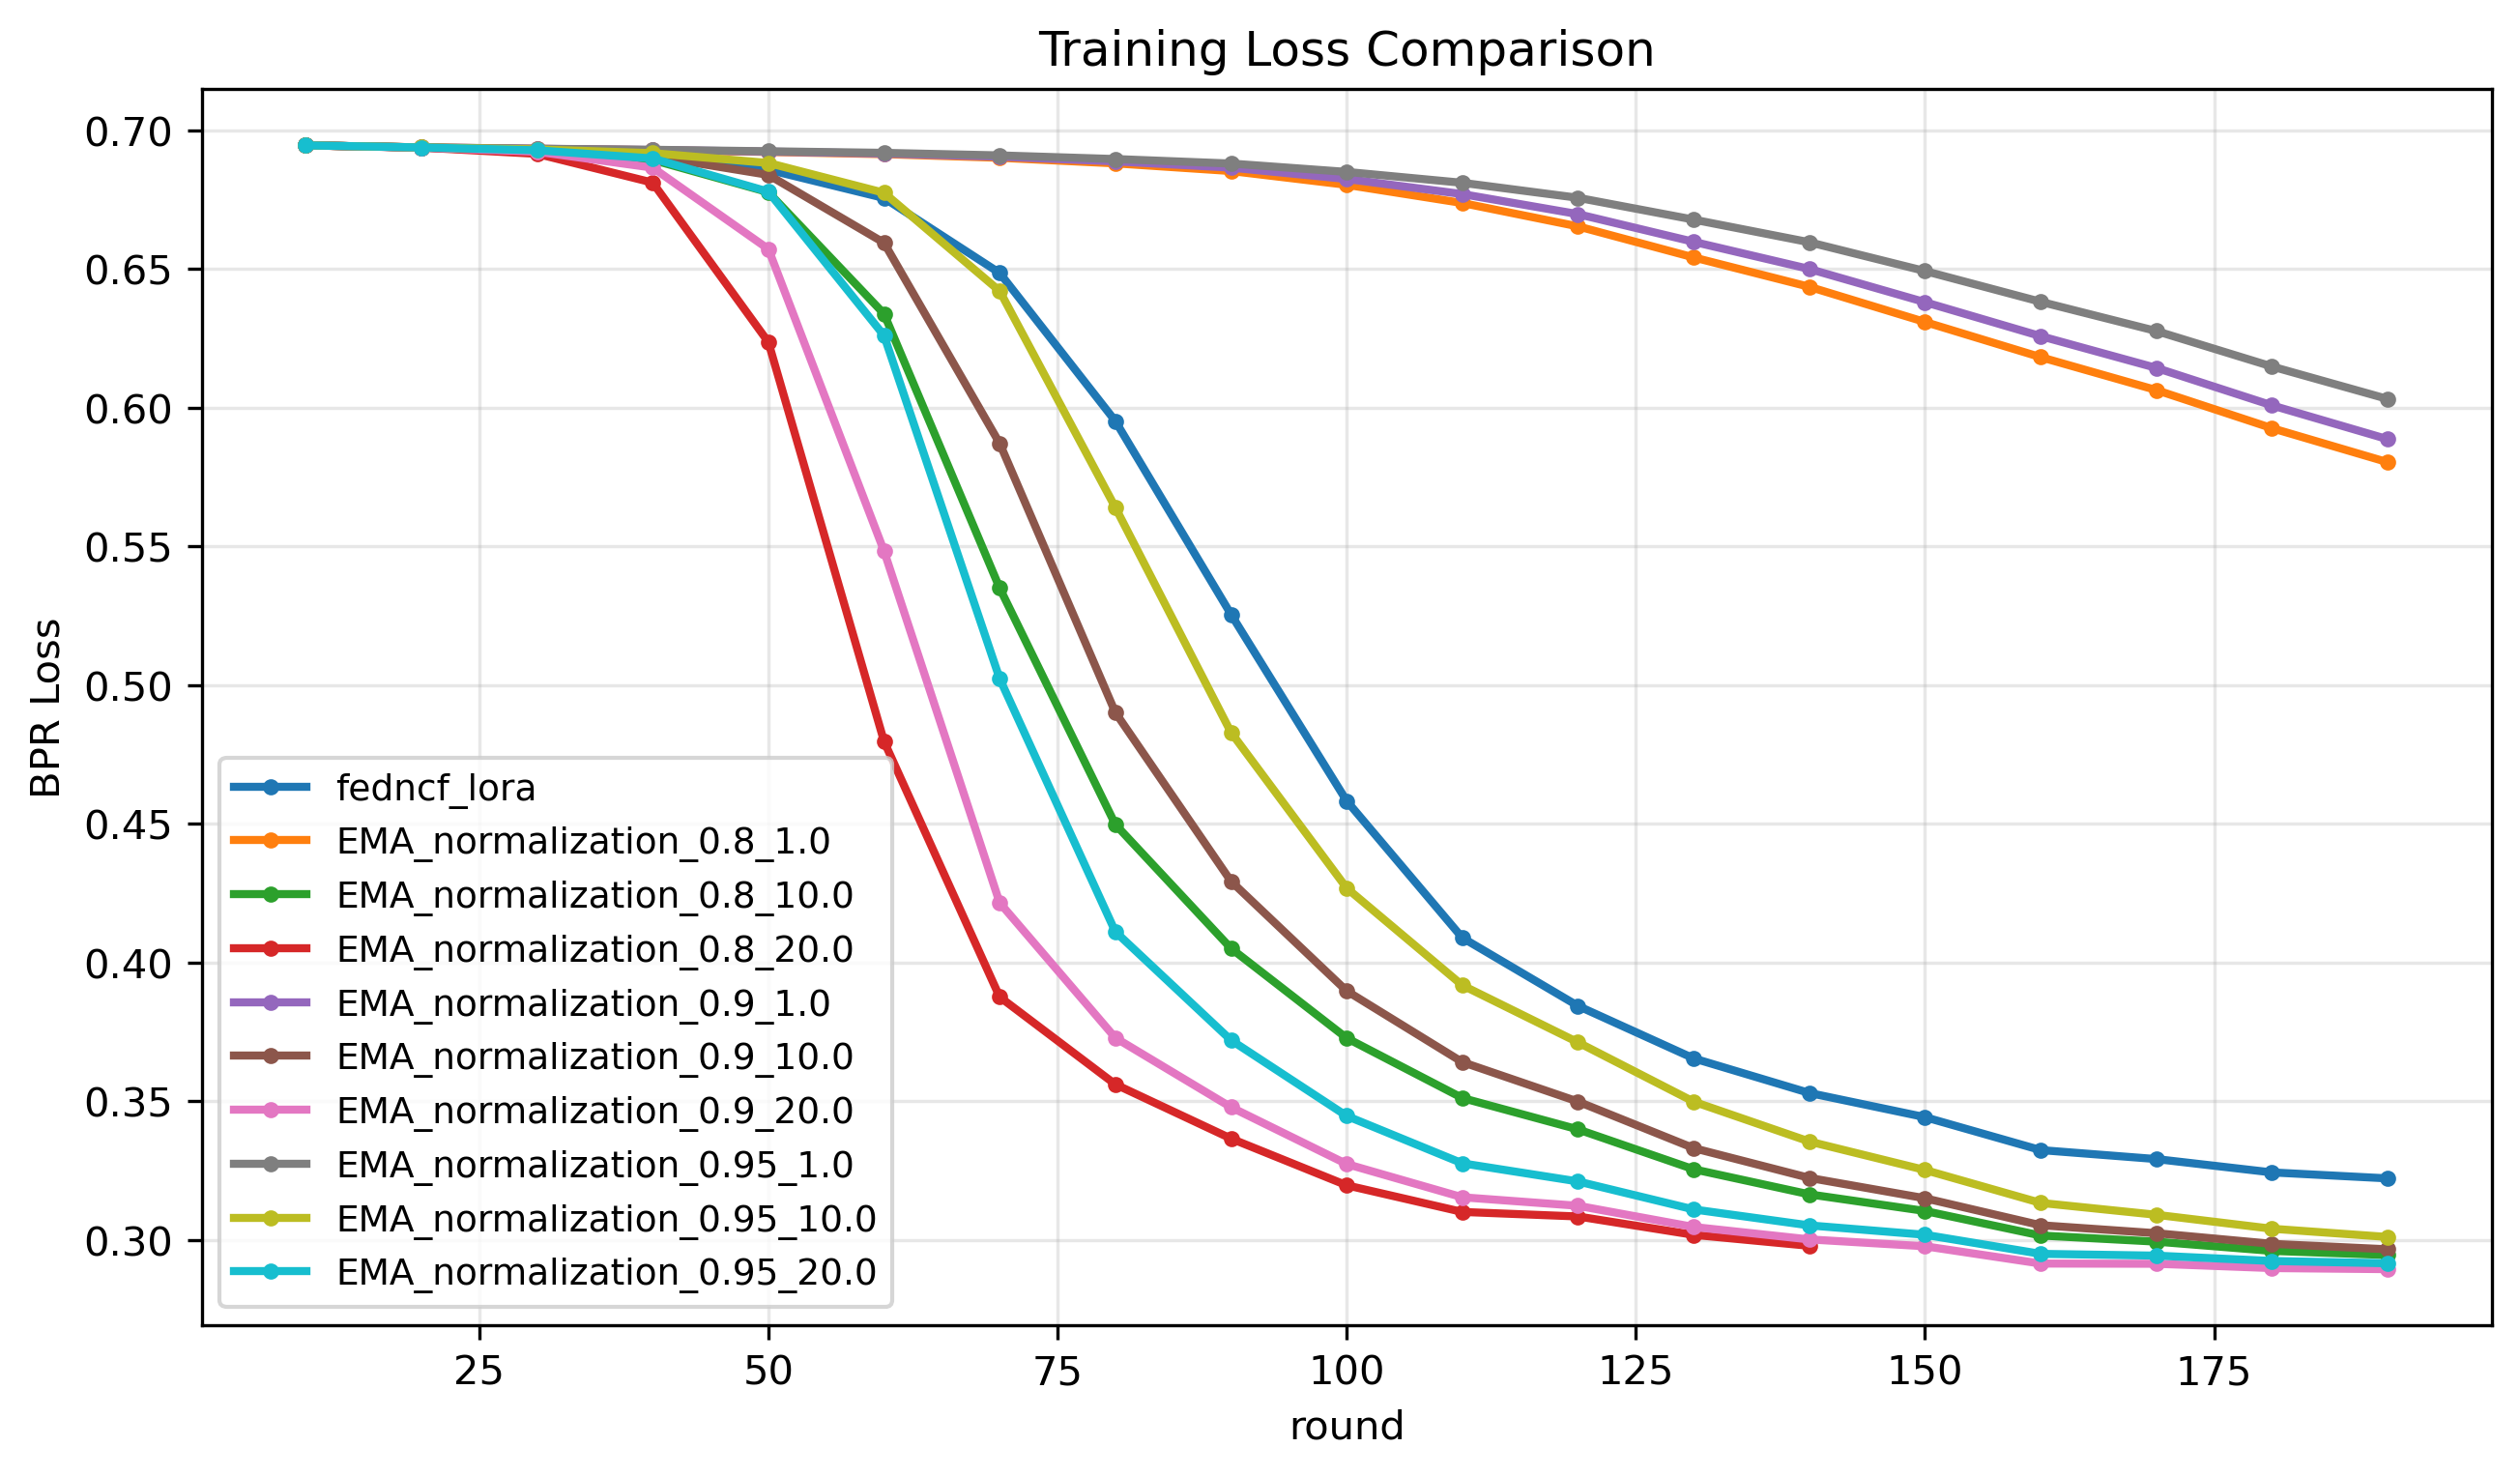 Training Loss Comparison
0.70
0.65
0.60
0.55
0.50
0.45
0.40
0.35
0.30
BPR Loss
fedncf_lora
EMA_normalization_0.8_1.0
EMA_normalization_0.8_10.0
EMA_normalization_0.8_20.0
EMA_normalization_0.9_1.0
EMA_normalization_0.9_10.0
EMA_normalization_0.9_20.0
EMA_normalization_0.95_1.0
EMA_normalization_0.95_10.0
EMA_normalization_0.95_20.0
25 50 75 100 125 150 175
round